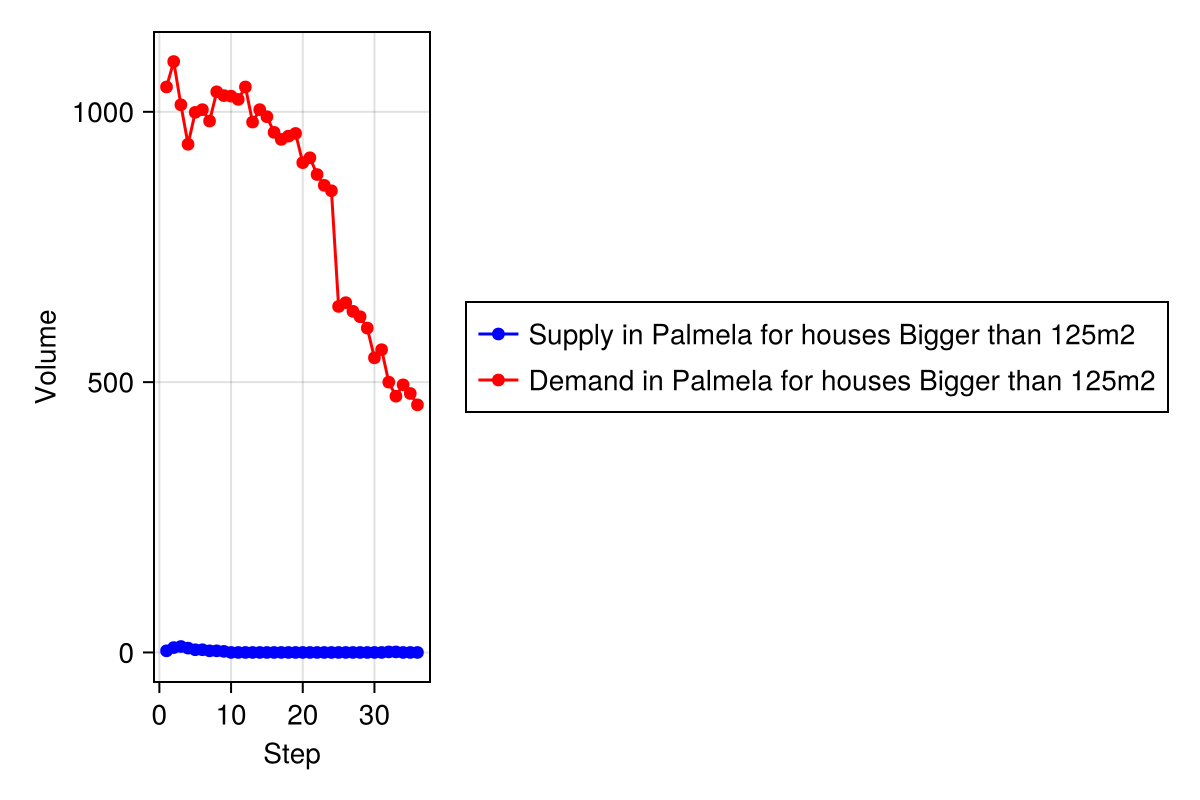 1000
500
0
Volume
0 10 20 30
Step
Supply in Palmela for houses Bigger than 125m2
Demand in Palmela for houses Bigger than 125m2